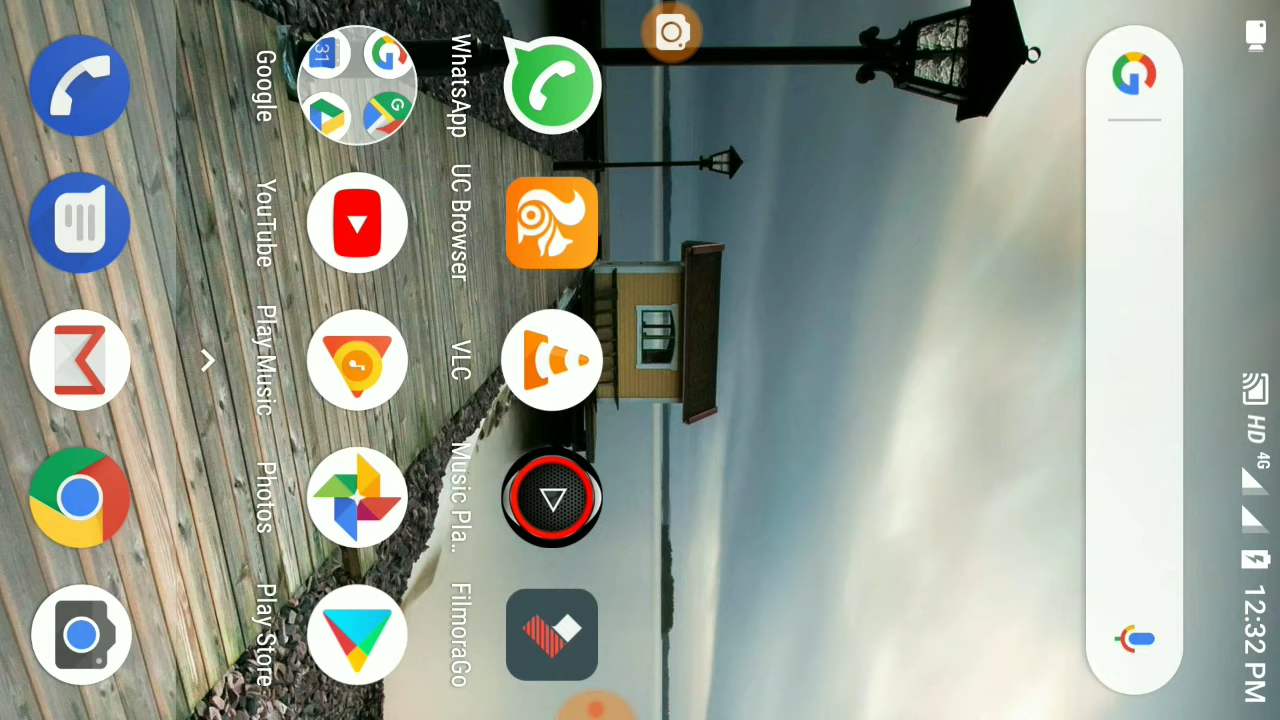 HD 4G 12:32 PM
WhatsApp UC Browser VLC Music Pla.. FilmoraGo
31
Google YouTube Play Music Photos Play Store